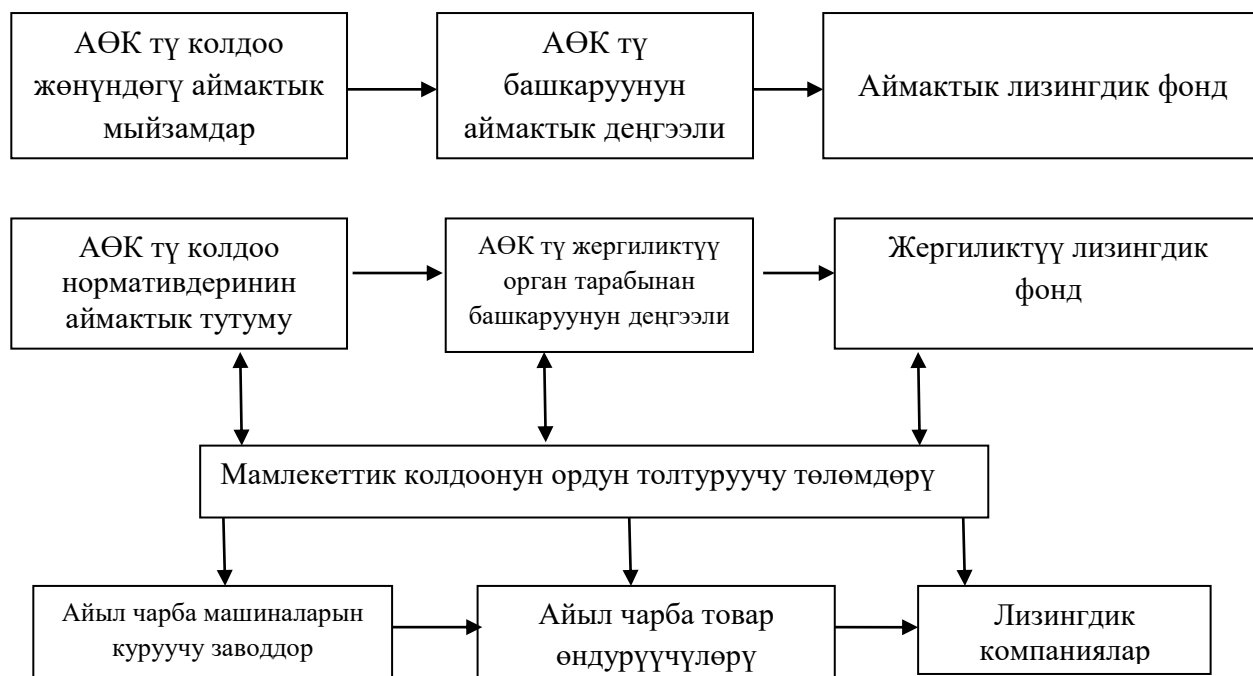 АӨК тү колдоо
жөнүндөгү аймактык
мыйзамдар
АӨК тү
башкаруунун
аймактык деңгээли
Аймактык лизингдик фонд
АӨК тү колдоо
нормативдеринин
аймактык тутуму
АӨК тү жергиликтүү
орган тарабынан
башкаруунун деңгээли
Жергиликтүү лизингдик
фонд
Мамлекеттик колдоонун ордун толтуруучу төлөмдөрү
Айыл чарба машиналарын
куруучу заводдор
Айыл чарба товар
өндурүүчүлөрү
Лизингдик
компаниялар